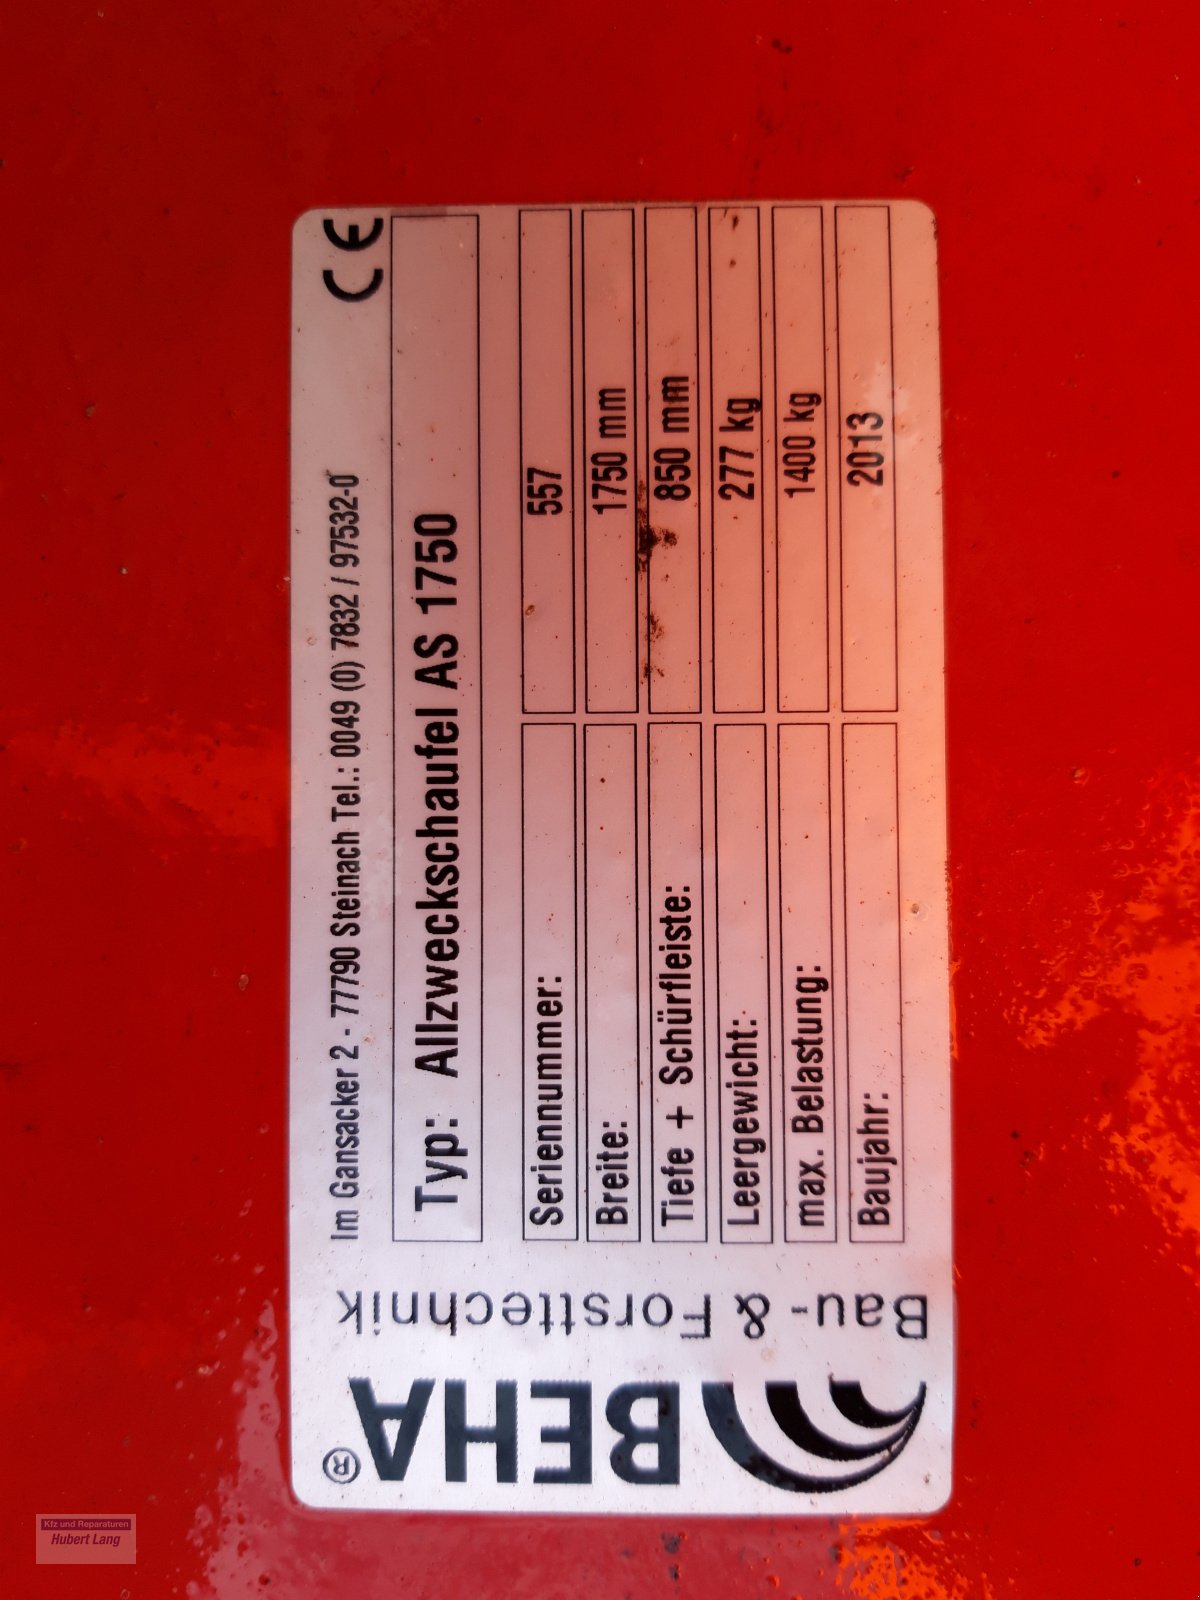 BEHA®
Bau- & Forsttechnik
Im Gansacker 2 - 77790 Steinach Tel.: 0049 (0) 7832 / 97532-0
CE
Typ: Allzweckschaufel AS 1750
Seriennummer: 557
Breite: 1750 mm
Tiefe + Schürfleiste: 850 mm
Leergewicht: 277 kg
max. Belastung: 1400 kg
Baujahr: 2013
Kfz und Reparaturen
Hubert Lang